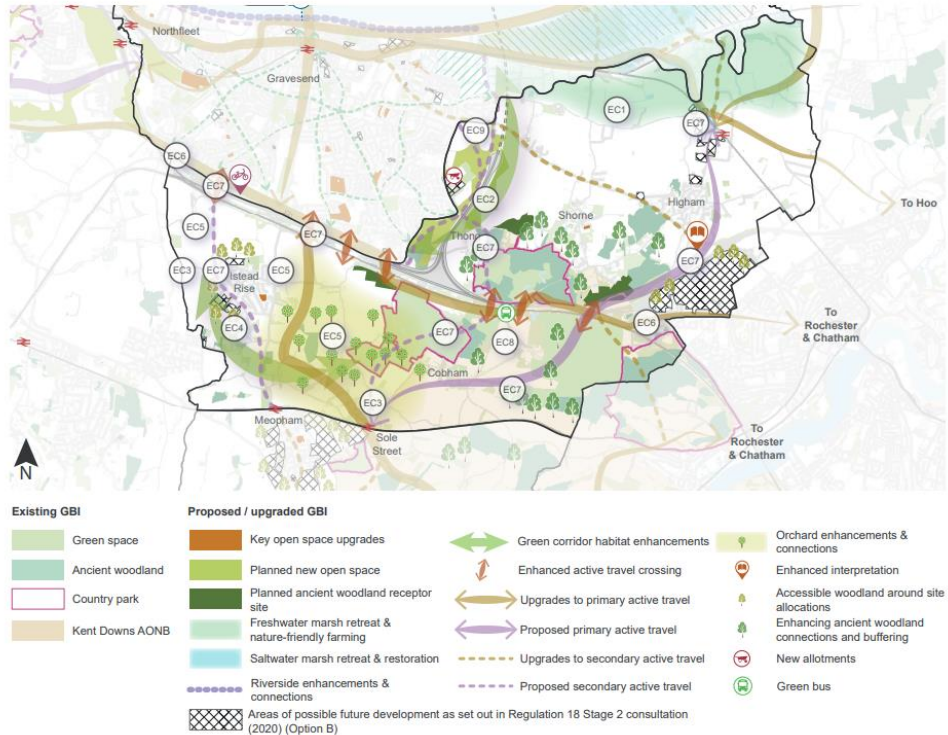 Northfleet
Gravesend
EC1
EC9
EC7
EC6
EC7
EC2
Higham
To Hoo
EC5
EC7
Shorne
Thong
EC7
EC7
EC3
EC7
EC5
Istead
Rise
EC4
EC5
EC7
EC8
EC6
To
Rochester
& Chatham
Cobham
EC7
EC3
Meopham
Sole
Street
To
Rochester
& Chatham
N
Existing GBI
Green space
Ancient woodland
Country park
Kent Downs AONB
Proposed / upgraded GBI
Key open space upgrades
Planned new open space
Planned ancient woodland receptor
site
Freshwater marsh retreat &
nature-friendly farming
Saltwater marsh retreat & restoration
Riverside enhancements &
connections
Areas of possible future development as set out in Regulation 18 Stage 2 consultation
(2020) (Option B)
Green corridor habitat enhancements
Enhanced active travel crossing
Upgrades to primary active travel
Proposed primary active travel
Upgrades to secondary active travel
Proposed secondary active travel
Orchard enhancements &
connections
Enhanced interpretation
Accessible woodland around site
allocations
Enhancing ancient woodland
connections and buffering
New allotments
Green bus